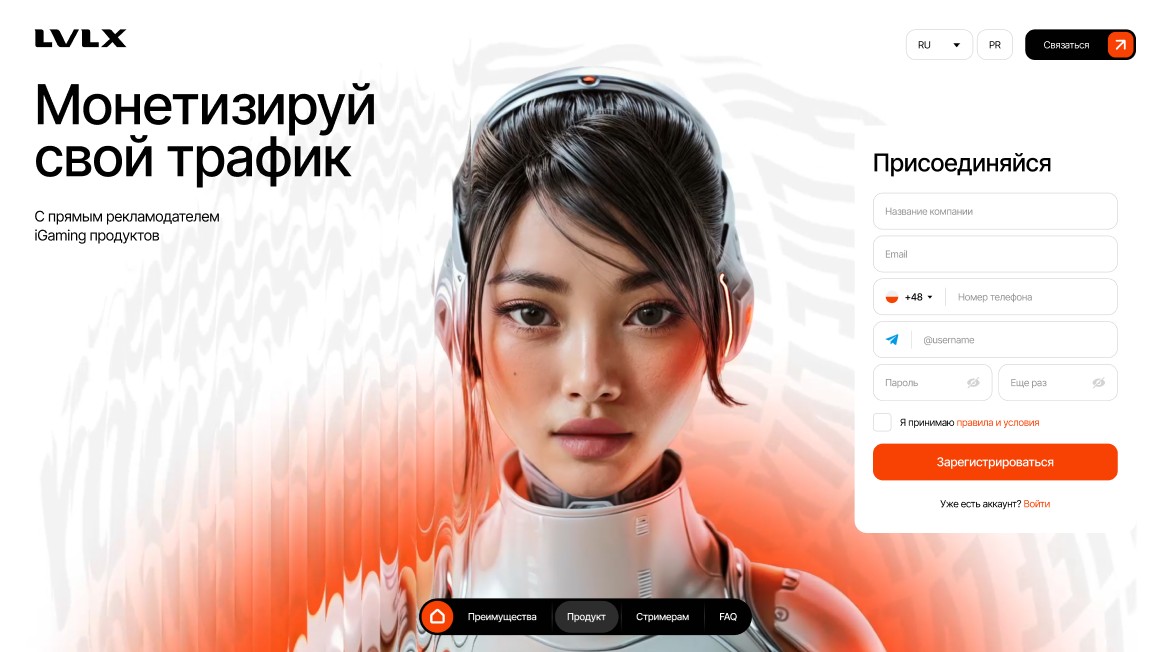 LVLX
RU
PR
Связаться
Монетизируй
свой трафик
С прямым рекламодателем
iGaming продуктов
Присоединяйся
Название компании
Email
+48
Номер телефона
@username
Пароль
Еще раз
Я принимаю правила и условия
Зарегистрироваться
Уже есть аккаунт? Войти
Преимущества
Продукт
Стримерам
FAQ